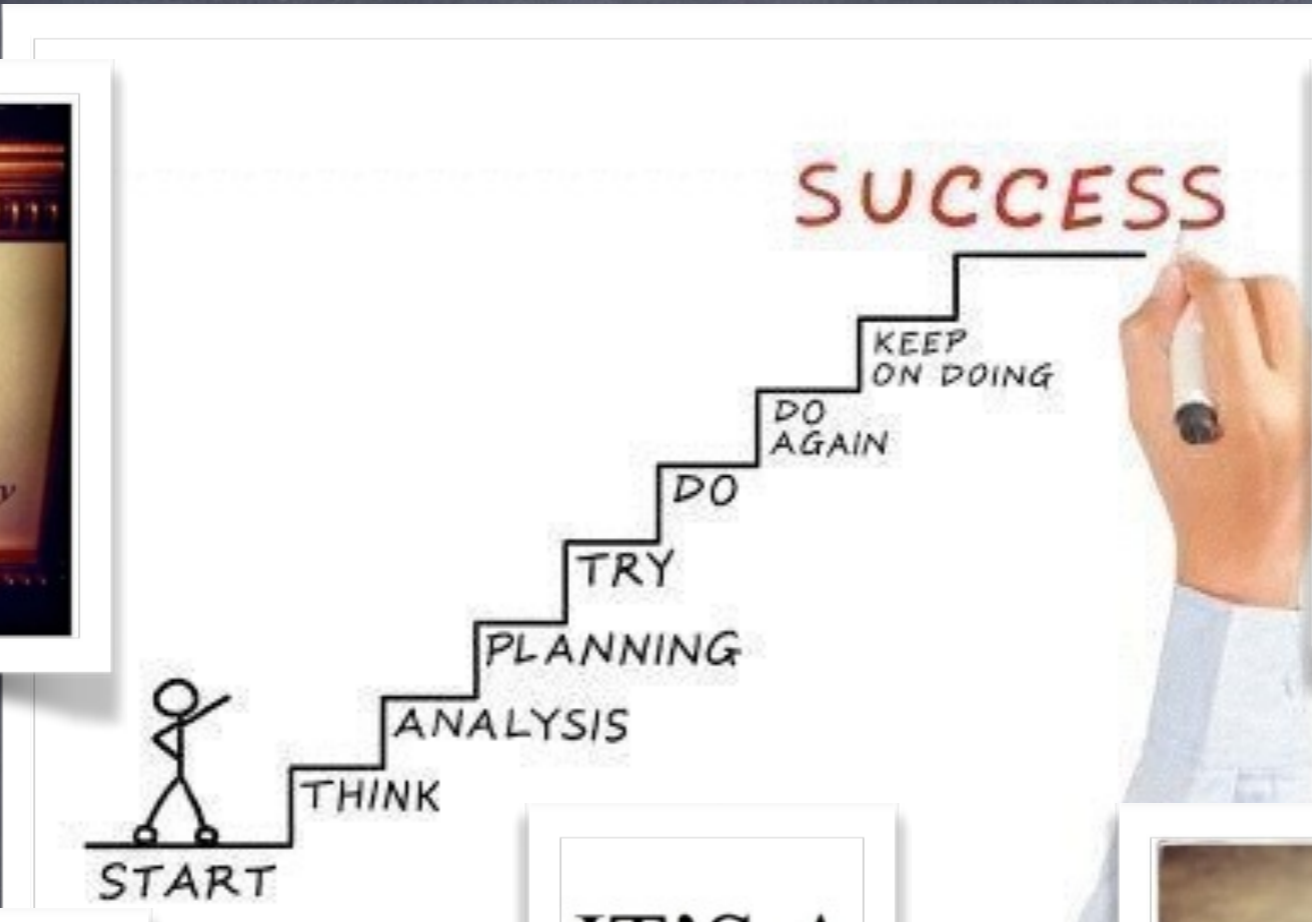 SUCCESS
KEEP
ON DOING
DO
AGAIN
DO
TRY
PLANNING
ANALYSIS
THINK
START